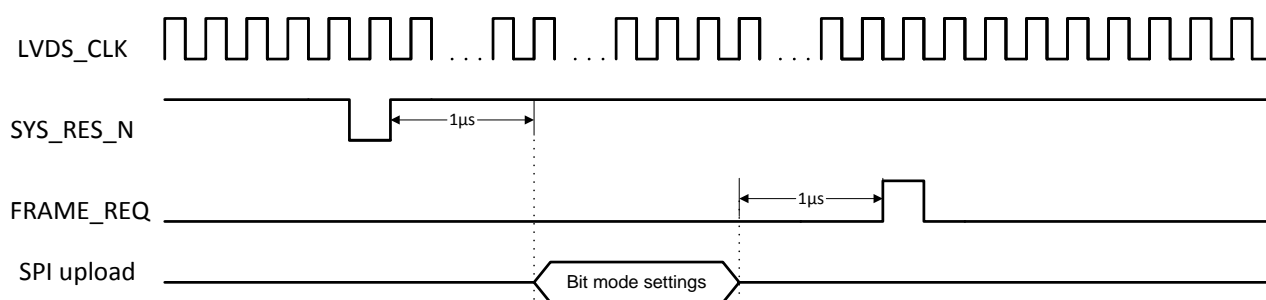 LVDS_CLK
... ... ...
SYS_RES_N
1µs
FRAME_REQ
1µs
SPI upload
Bit mode settings